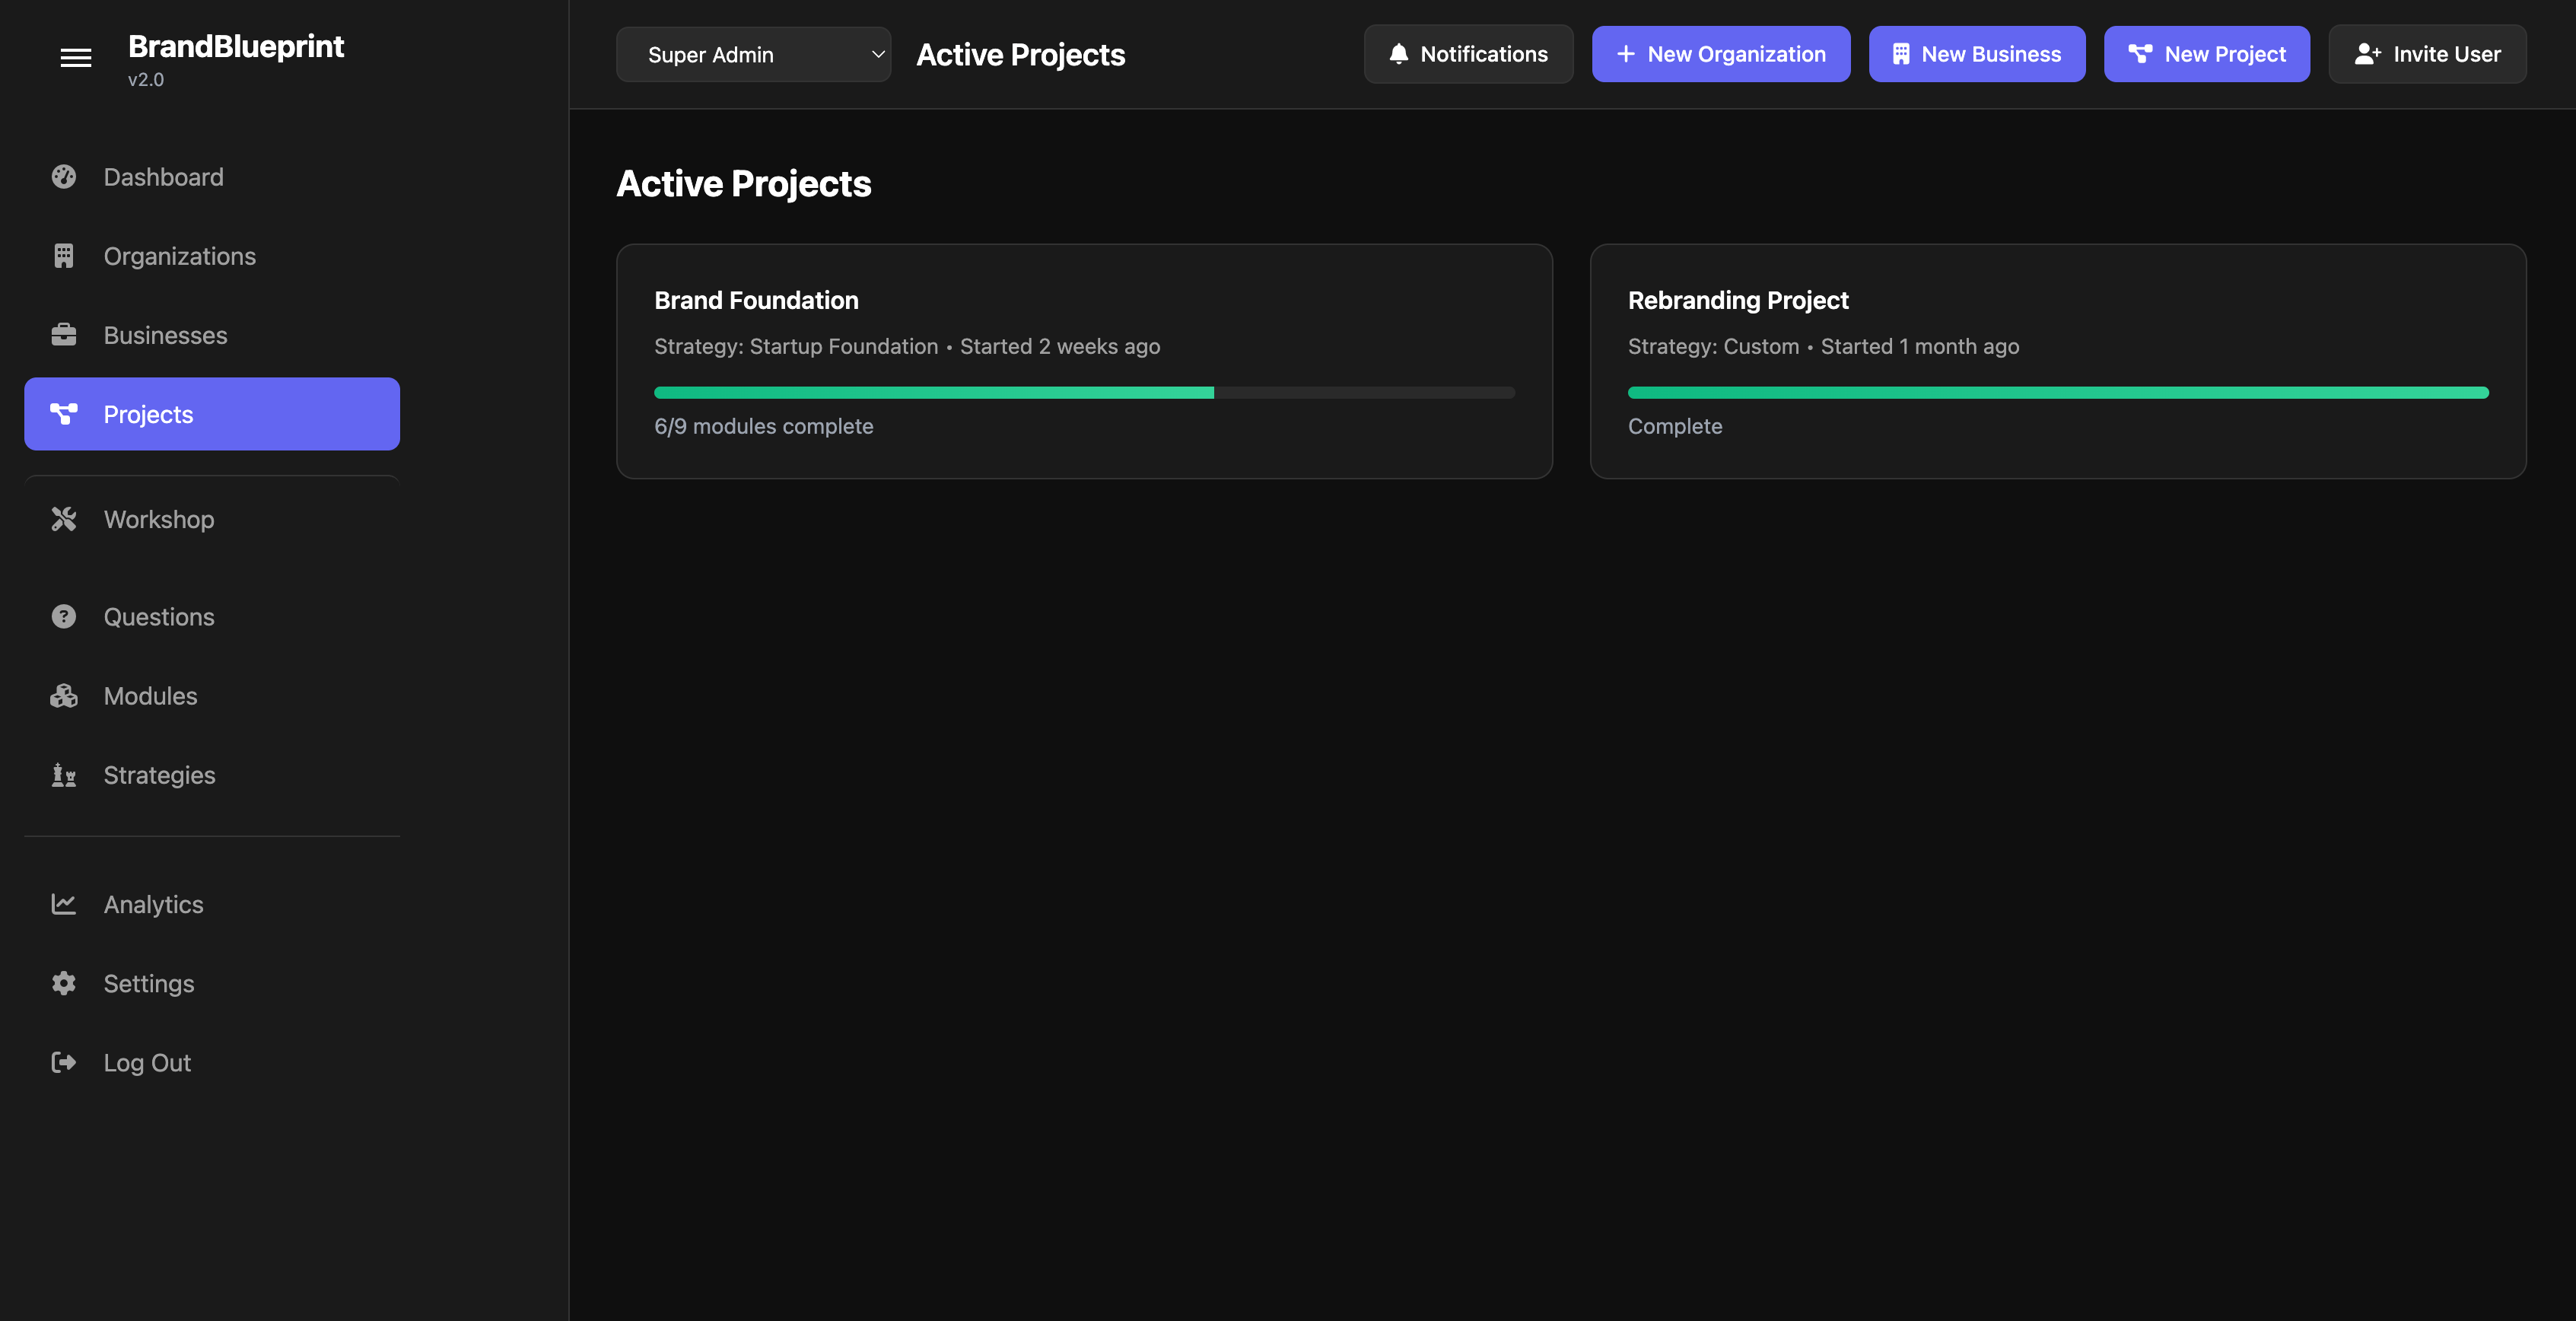 BrandBlueprint
v2.0
Dashboard
Organizations
Businesses
Projects
Workshop
Questions
Modules
Strategies
Analytics
Settings
Log Out
Super Admin
Active Projects
Notifications
New Organization
New Business
New Project
Invite User
Active Projects
Brand Foundation
Strategy: Startup Foundation • Started 2 weeks ago
6/9 modules complete
Rebranding Project
Strategy: Custom • Started 1 month ago
Complete